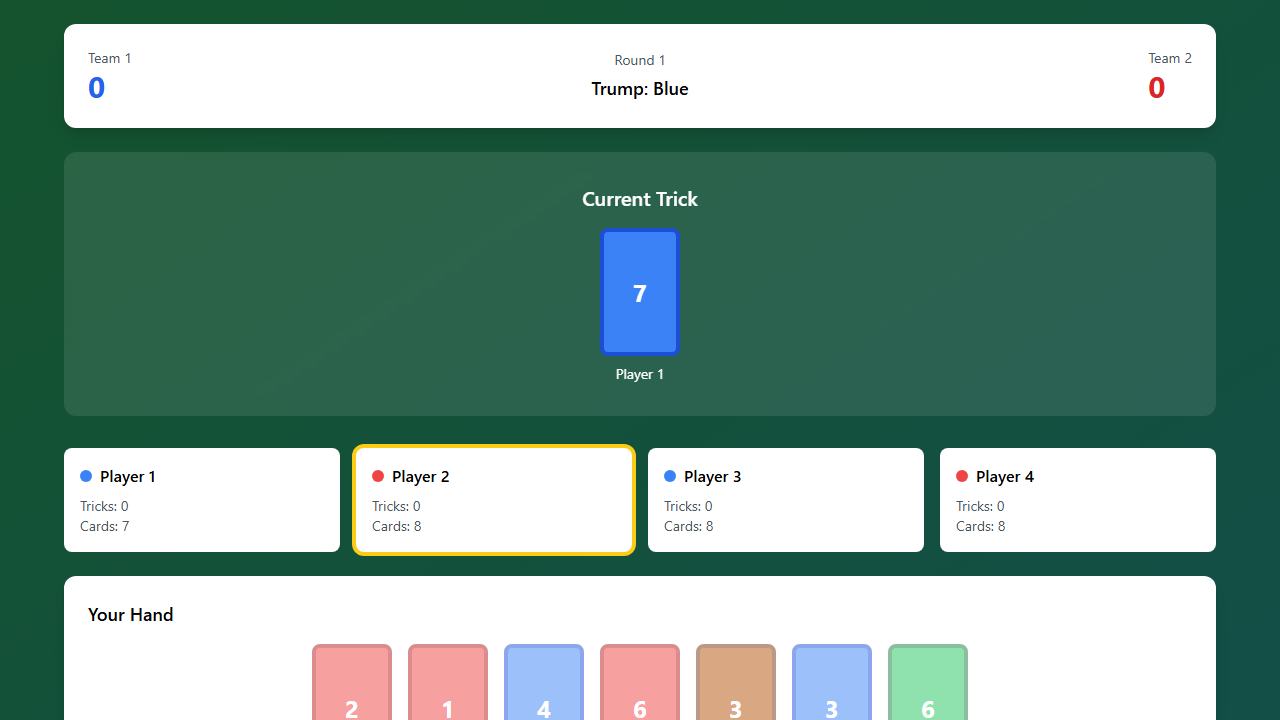 Team 1
0
Round 1
Trump: Blue
Team 2
0
Current Trick
7
Player 1
Player 1
Tricks: 0
Cards: 7
Player 2
Tricks: 0
Cards: 8
Player 3
Tricks: 0
Cards: 8
Player 4
Tricks: 0
Cards: 8
Your Hand
2 1 4 6 3 3 6